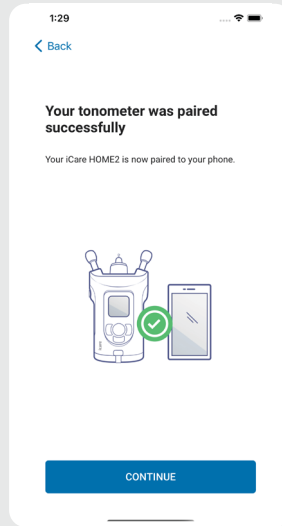 1:29
Back
Your tonometer was paired
successfully
Your iCare HOME2 is now paired to your phone.
CONTINUE